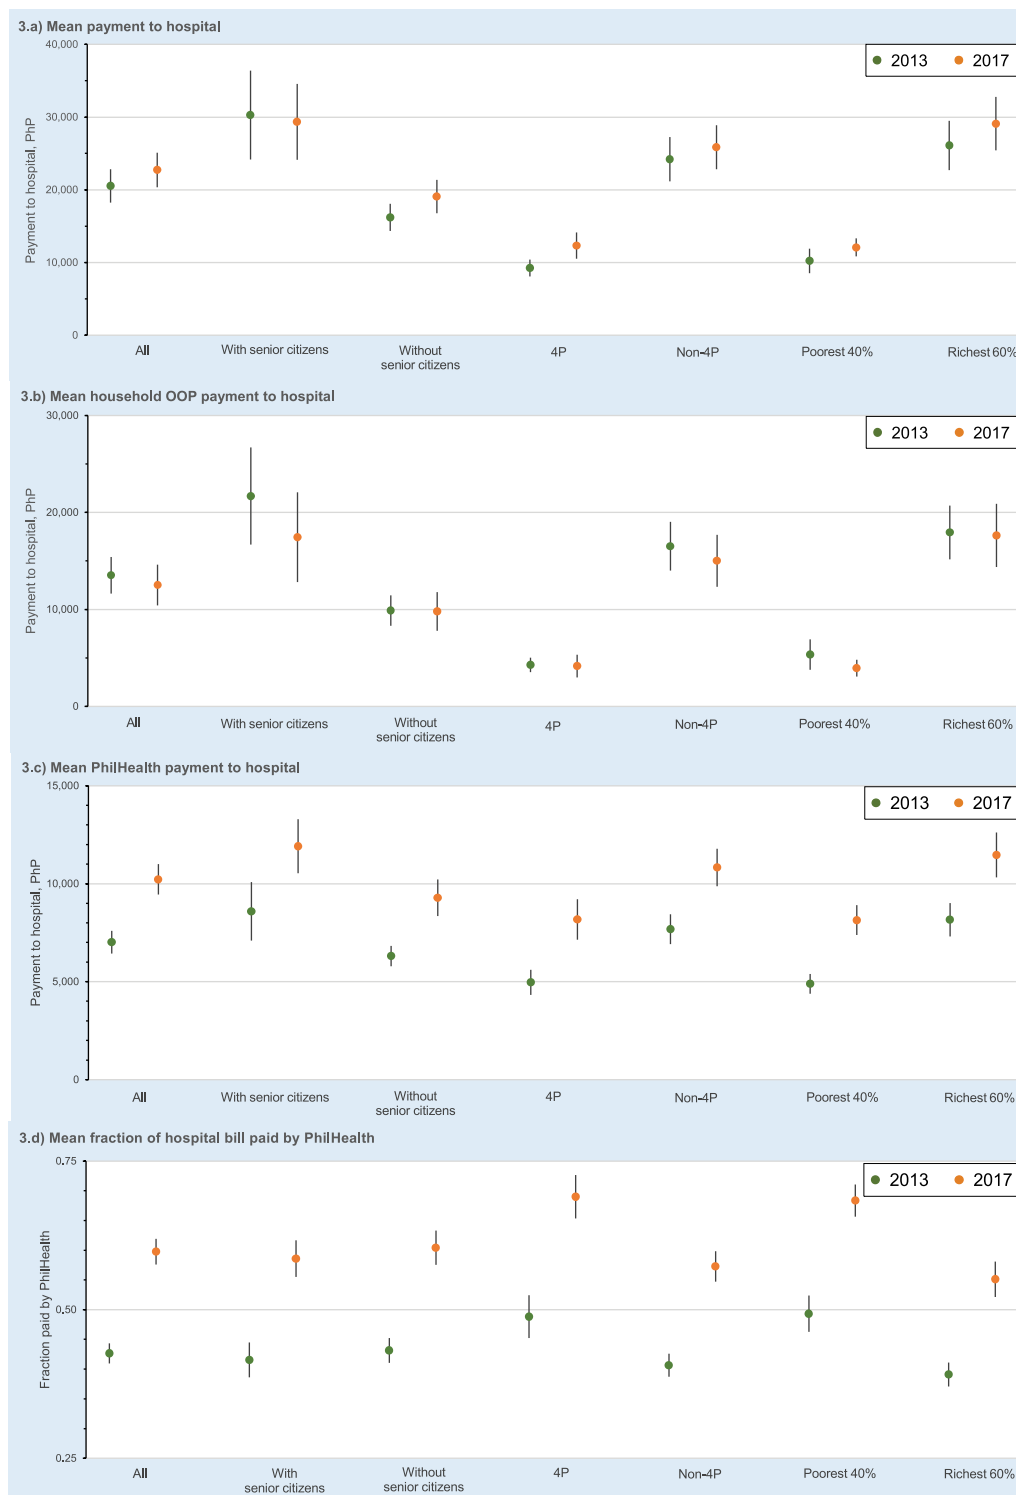 3.a) Mean payment to hospital
40,000
2013 2017
30,000
Payment to hospital, PhP
20,000
10,000
0
All With senior citizens Without senior citizens 4P Non-4P Poorest 40% Richest 60%
3.b) Mean household OOP payment to hospital
30,000
2013 2017
Payment to hospital, PhP
20,000
10,000
0
All With senior citizens Without senior citizens 4P Non-4P Poorest 40% Richest 60%
3.c) Mean PhilHealth payment to hospital
15,000
2013 2017
Payment to hospital, PhP
10,000
5,000
0
All With senior citizens Without senior citizens 4P Non-4P Poorest 40% Richest 60%
3.d) Mean fraction of hospital bill paid by PhilHealth
0.75
2013 2017
Fraction paid by PhilHealth
0.50
0.25
All With senior citizens Without senior citizens 4P Non-4P Poorest 40% Richest 60%